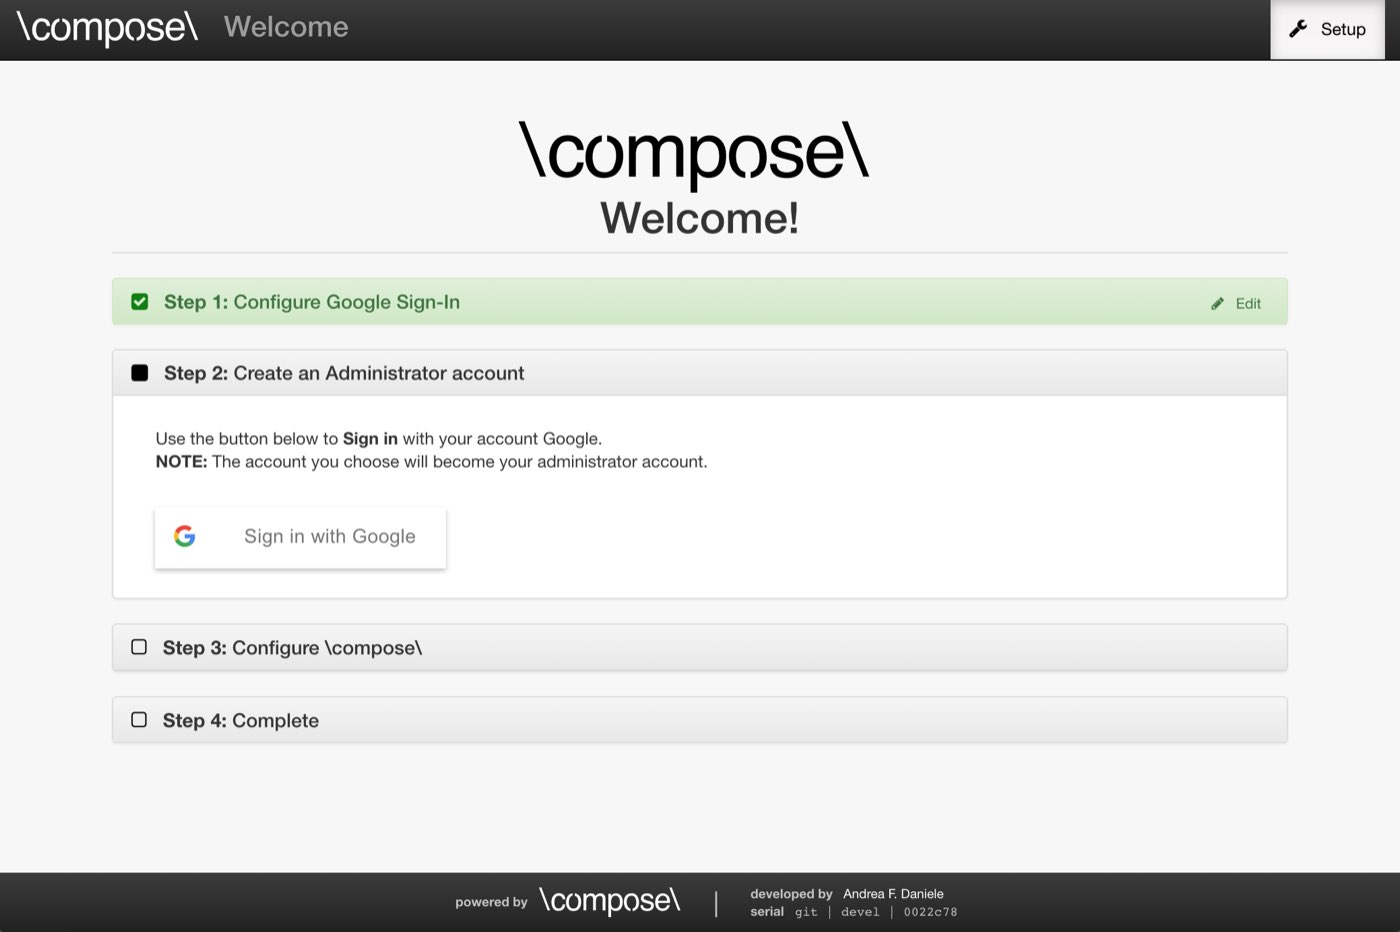 \compose\ Welcome
Setup
\compose\
Welcome!
Step 1: Configure Google Sign-In
Edit
Step 2: Create an Administrator account
Use the button below to Sign in with your account Google.
NOTE: The account you choose will become your administrator account.
Sign in with Google
Step 3: Configure \compose\
Step 4: Complete
powered by \compose\ |
developed by Andrea F. Daniele
serial git | devel | 0022c78